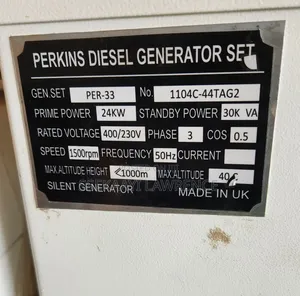 PERKINS DIESEL GENERATOR SET
GEN.SET PER-33 No. 1104C-44TAG2
PRIME POWER 24KW STANDBY POWER 30K VA
RATED VOLTAGE 400/230V PHASE 3 COS 0.5
SPEED 1500rpm FREQUENCY 50Hz CURRENT
MAX.ALTITUDE HEIGHT <1000m MAX.ALTITUDE 40
SILENT GENERATOR MADE IN UK